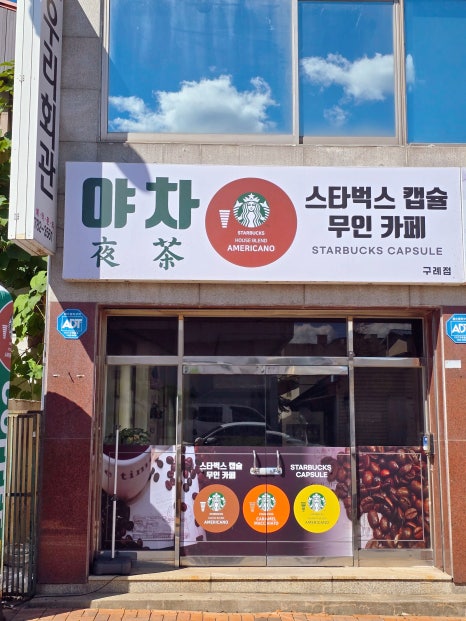 우리회관
야차
夜茶
STARBUCKS
HOUSE BLEND
AMERICANO
스타벅스 캡슐
무인 카페
STARBUCKS CAPSULE
구례점
ADT
ADT
스타벅스 캡슐
무인 카페
STARBUCKS
CAPSULE
AMERICANO
CARAMEL
MACCHIATO
AMERICANO
time